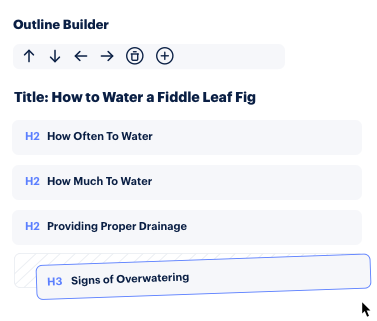 Outline Builder
Title: How to Water a Fiddle Leaf Fig
H2 How Often To Water
H2 How Much To Water
H2 Providing Proper Drainage
H3 Signs of Overwatering